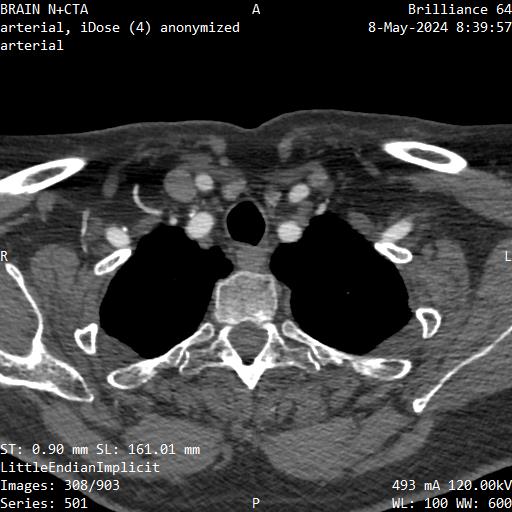 BRAIN N+CTA
A
Brilliance 64
arterial, iDose (4) anonymized
8-May-2024 8:39:57
arterial
R
L
ST: 0.90 mm SL: 161.01 mm
LittleEndianImplicit
Images: 308/903
493 mA 120.00kV
Series: 501
P
WL: 100 WW: 600